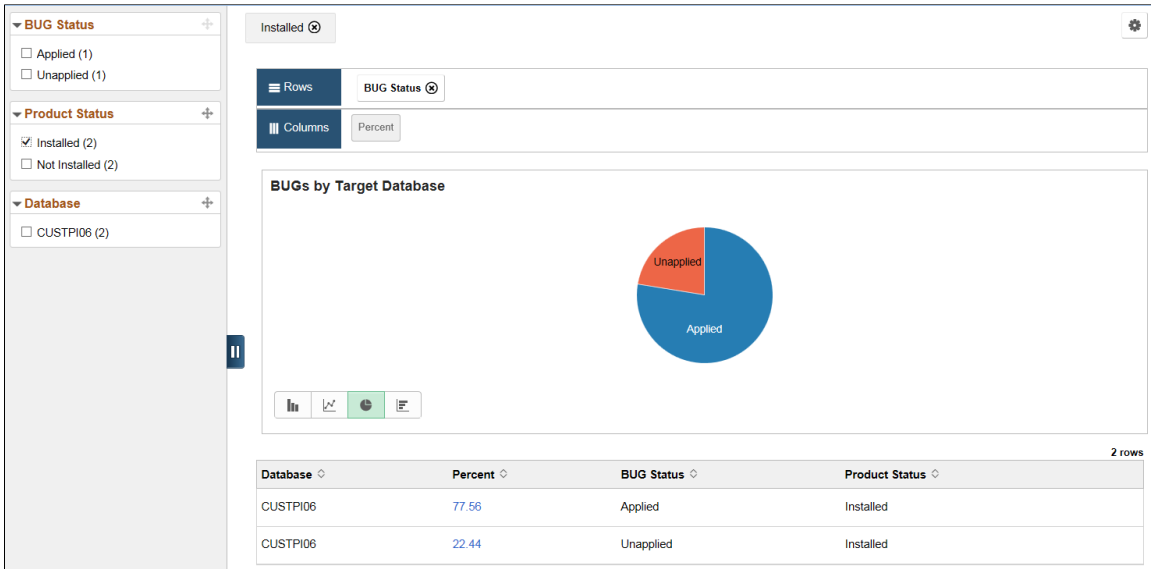 BUG Status
Applied (1)
Unapplied (1)
Product Status
Installed (2)
Not Installed (2)
Database
CUSTPI06 (2)
Installed
Rows
BUG Status
Columns
Percent
BUGs by Target Database
Unapplied
Applied
2 rows
Database Percent BUG Status Product Status
CUSTPI06 77.56 Applied Installed
CUSTPI06 22.44 Unapplied Installed